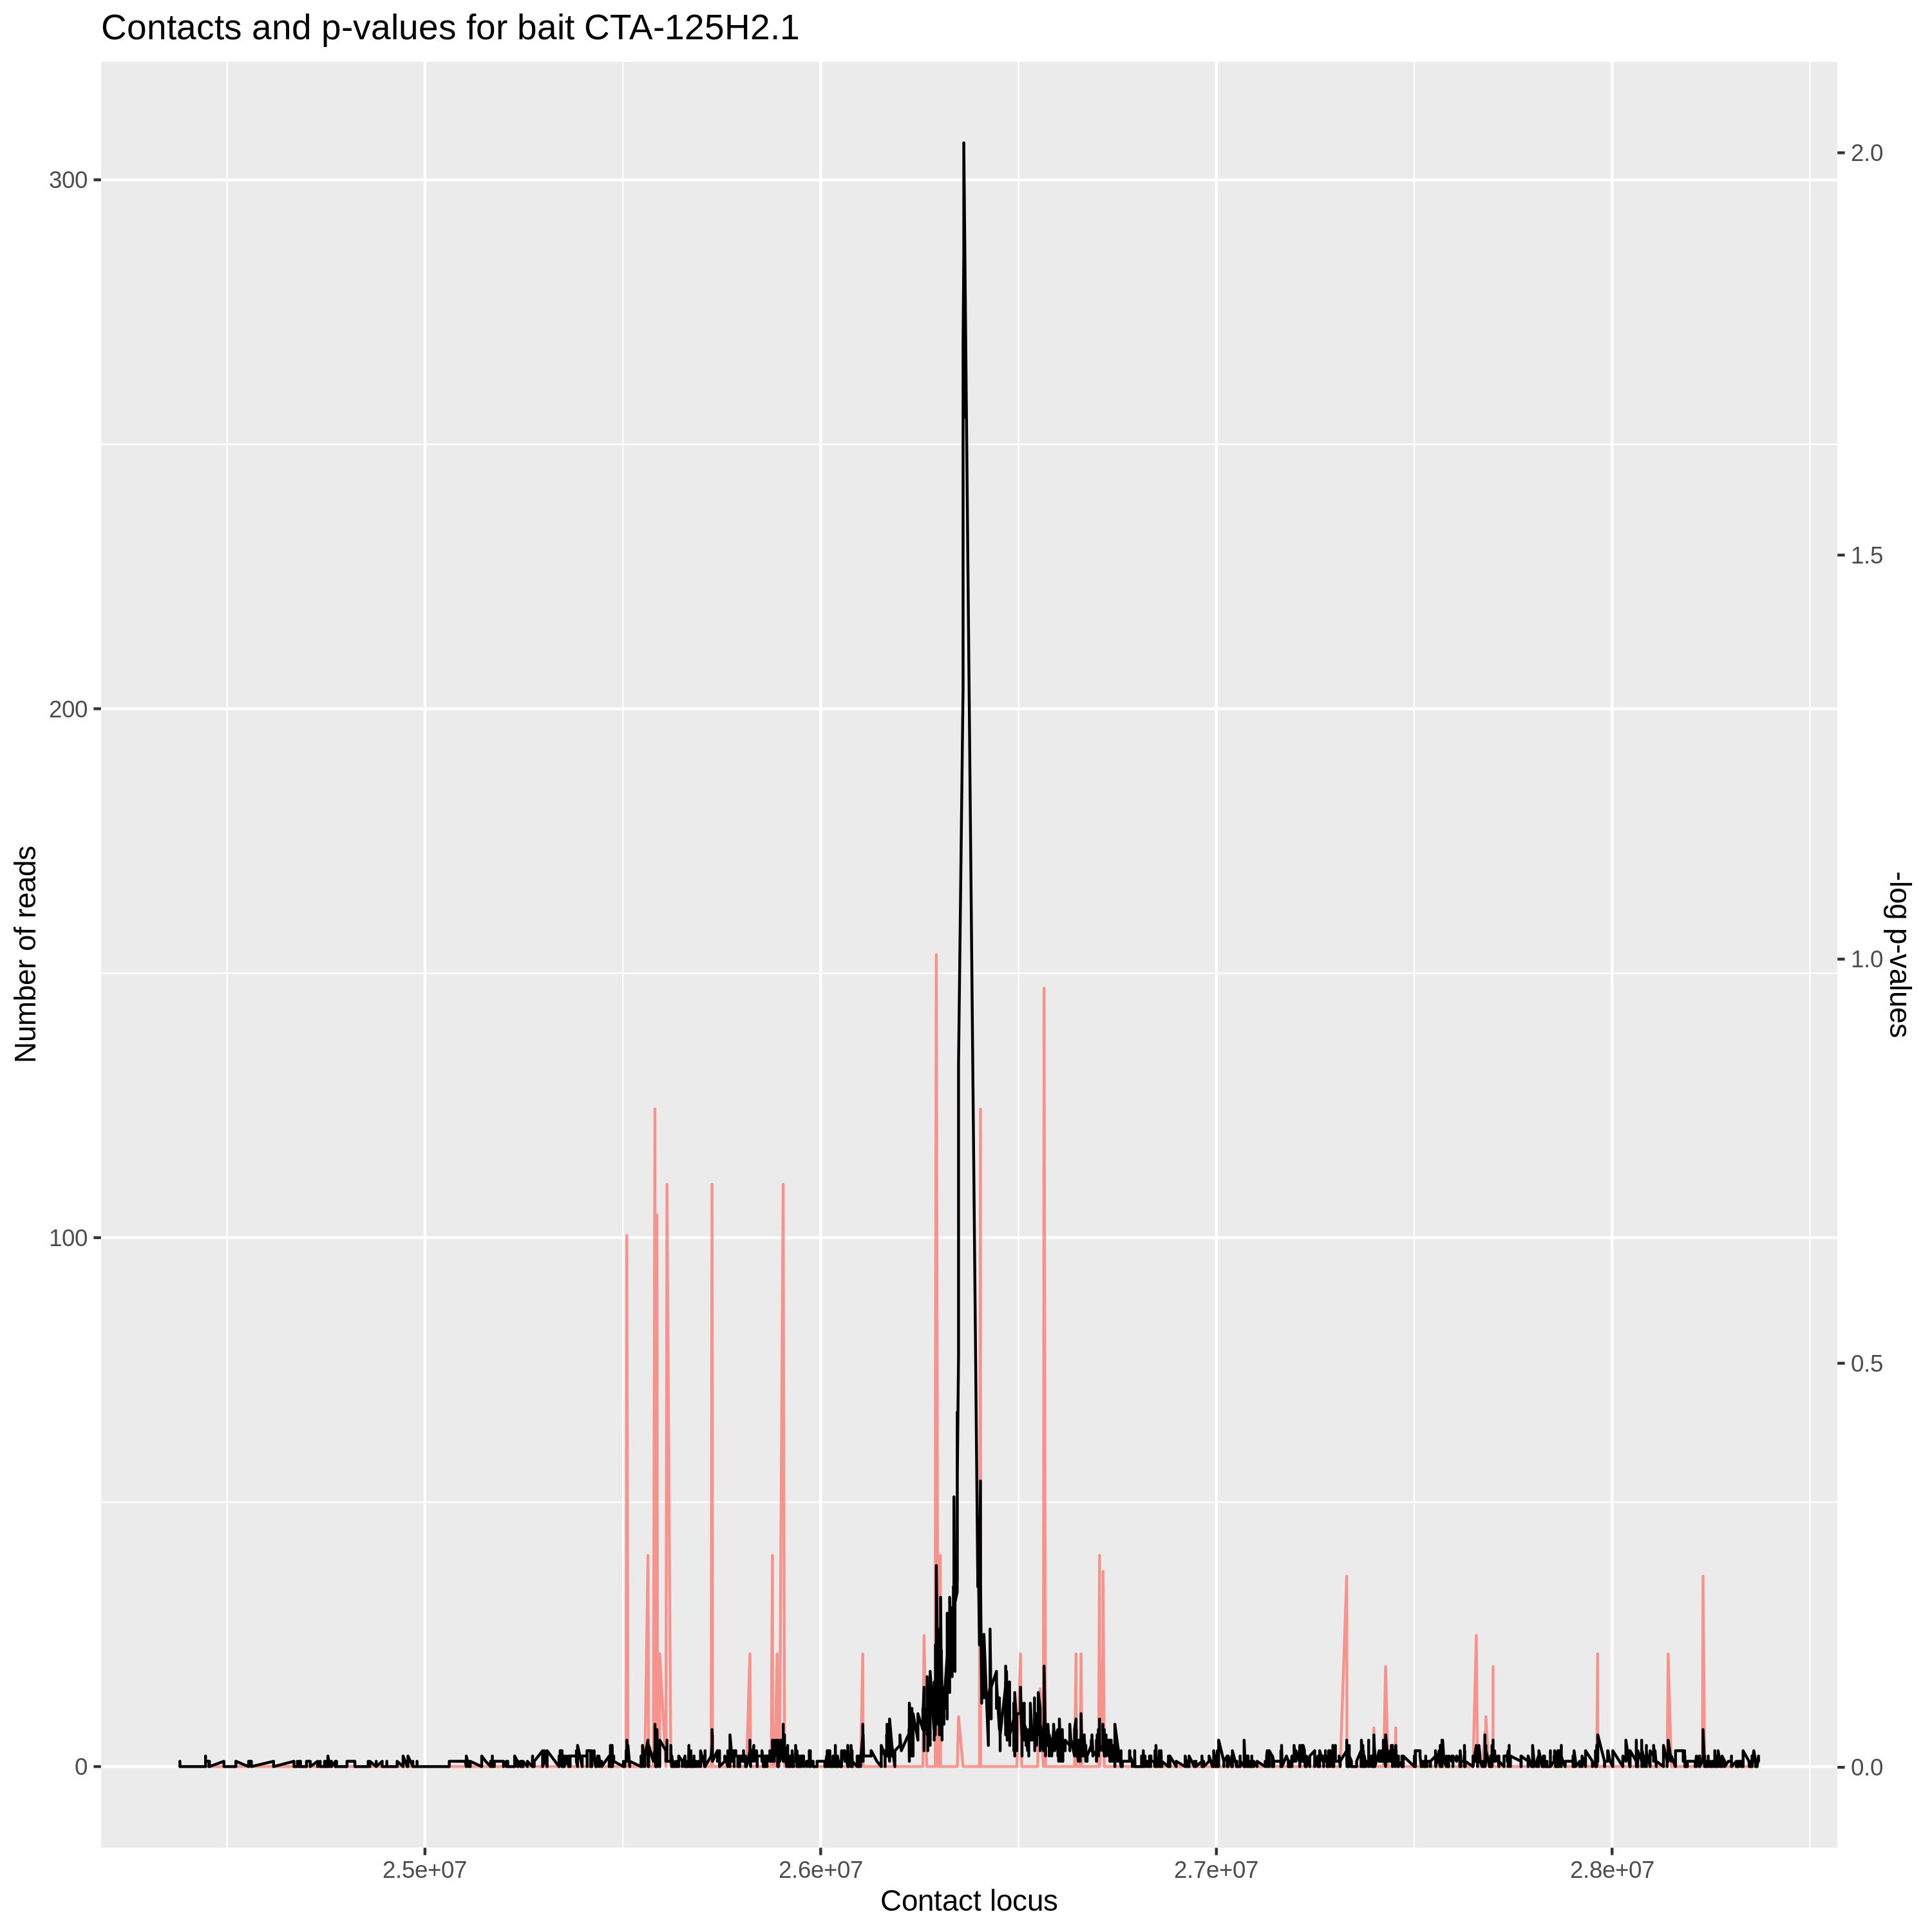 Contacts and p-values for bait CTA-125H2.1
300
200
100
0
Number of reads
2.0
1.5
1.0
0.5
0.0
-log p-values
2.5e+07
2.6e+07
2.7e+07
2.8e+07
Contact locus